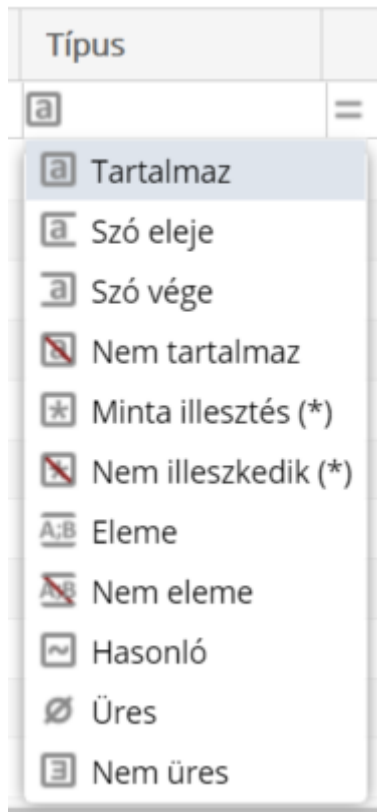 Típus
a =
a Tartalmaz
a Szó eleje
a Szó vége
a Nem tartalmaz
* Minta illesztés (*)
* Nem illeszkedik (*)
A;B Eleme
A;B Nem eleme
~ Hasonló
Ø Üres
∃ Nem üres